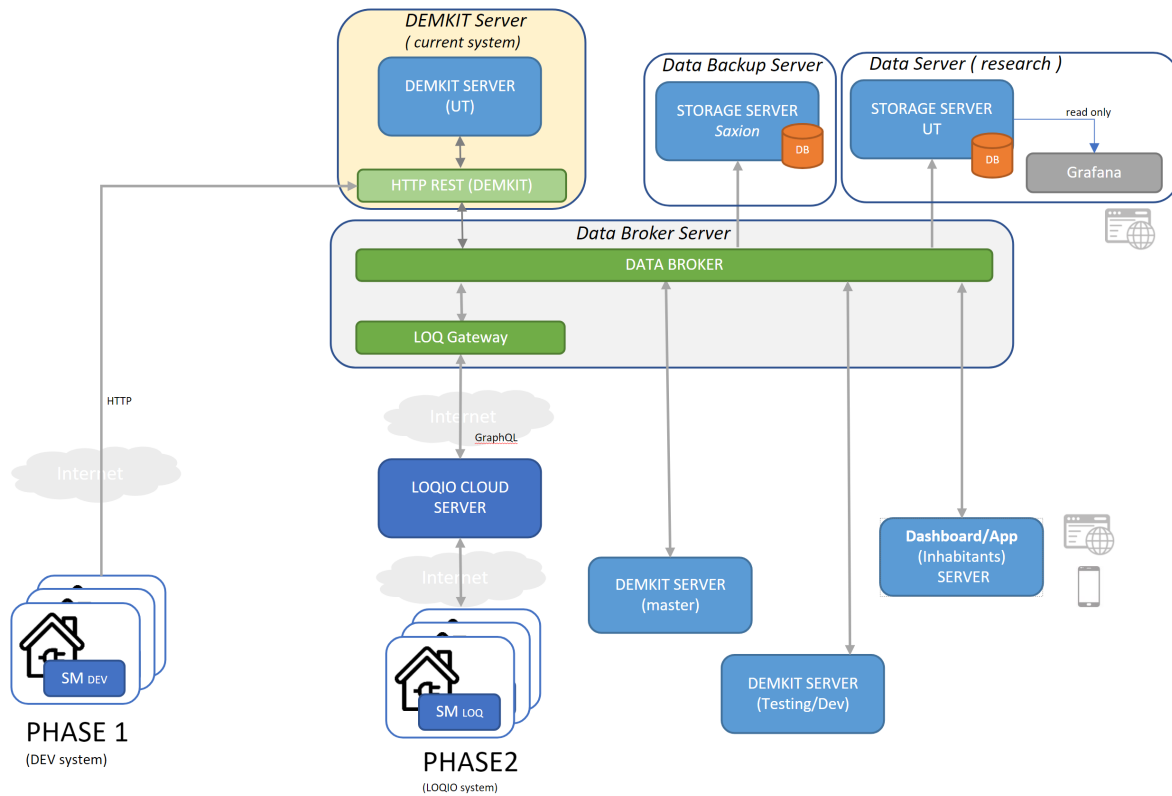 DEMKIT Server
( current system)
DEMKIT SERVER
(UT)
HTTP REST (DEMKIT)
Data Backup Server
STORAGE SERVER
Saxion
DB
Data Server ( research )
STORAGE SERVER
UT
DB
read only
Grafana
Data Broker Server
DATA BROKER
LOQ Gateway
HTTP
Internet
Internet
GraphQL
LOQIO CLOUD
SERVER
Internet
Dashboard/App
(Inhabitants)
SERVER
DEMKIT SERVER
(master)
DEMKIT SERVER
(Testing/Dev)
SM DEV
PHASE 1
(DEV system)
SM LOQ
PHASE2
(LOQIO system)